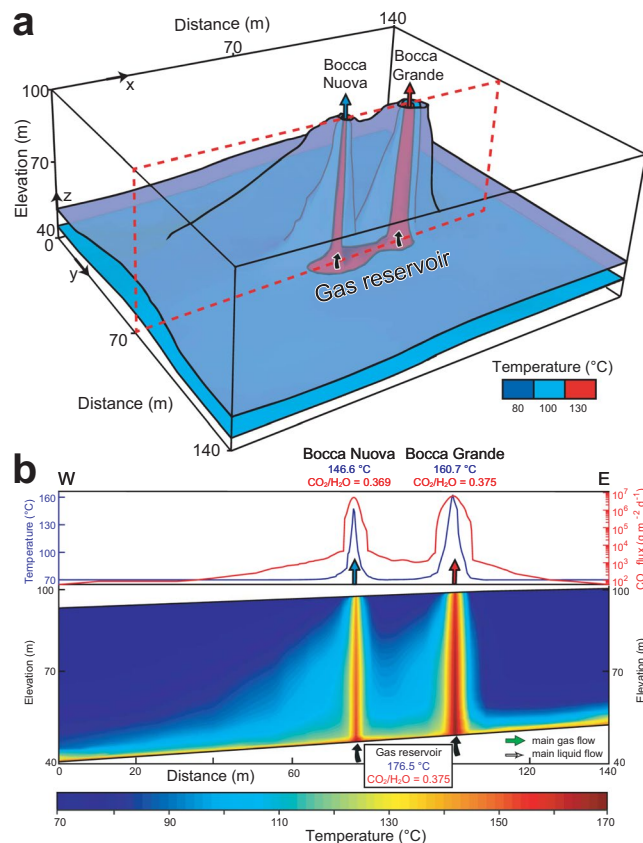 a
Distance (m)
140
70
x
Bocca
Nuova
Bocca
Grande
100
70
40
0
Elevation (m)
z
y
Gas reservoir
70
Distance (m)
140
Temperature (°C)
80 100 130
b
W
Bocca Nuova Bocca Grande
E
146.6 °C 160.7 °C
CO₂/H₂O = 0.369 CO₂/H₂O = 0.375
Temperature (°C)
160
130
100
70
10⁷
10⁶
10⁵
10⁴
10³
10²
CO flux (g m⁻² d⁻¹)
100
70
40
Elevation (m)
100
70
40
Elevation (m)
main gas flow
main liquid flow
Gas reservoir
176.5 °C
CO₂/H₂O = 0.375
0 Distance (m) 60 140
70 90 110 130 150 170
Temperature (°C)